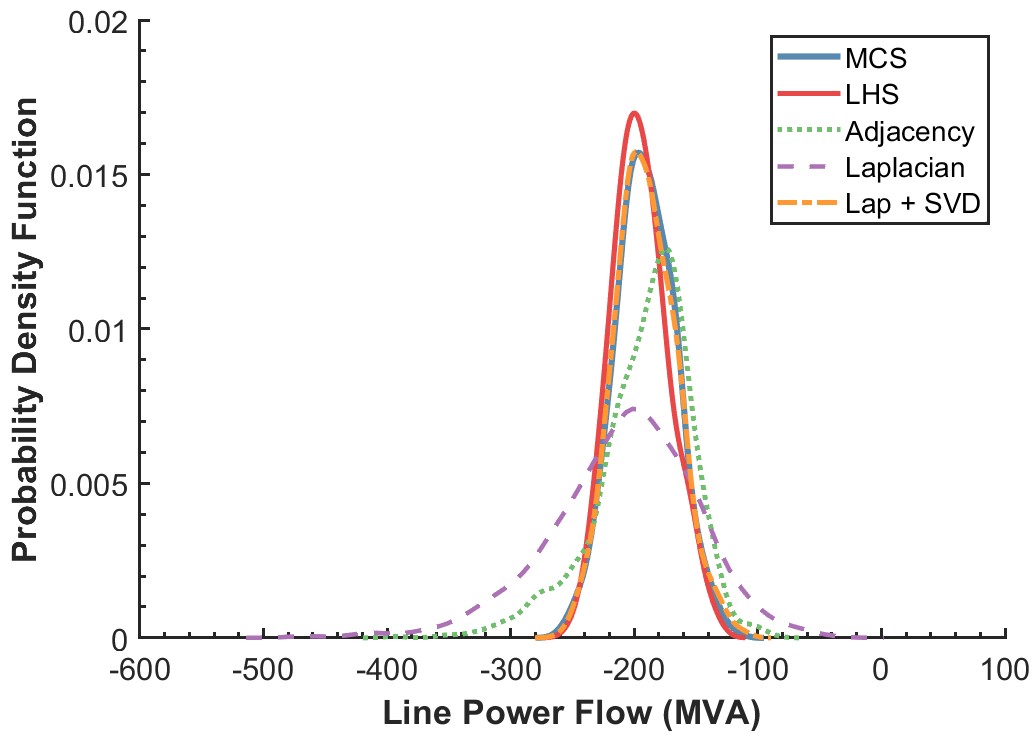 0.02
0.015
0.01
0.005
0
Probability Density Function
MCS
LHS
Adjacency
Laplacian
Lap + SVD
-600 -500 -400 -300 -200 -100 0 100
Line Power Flow (MVA)